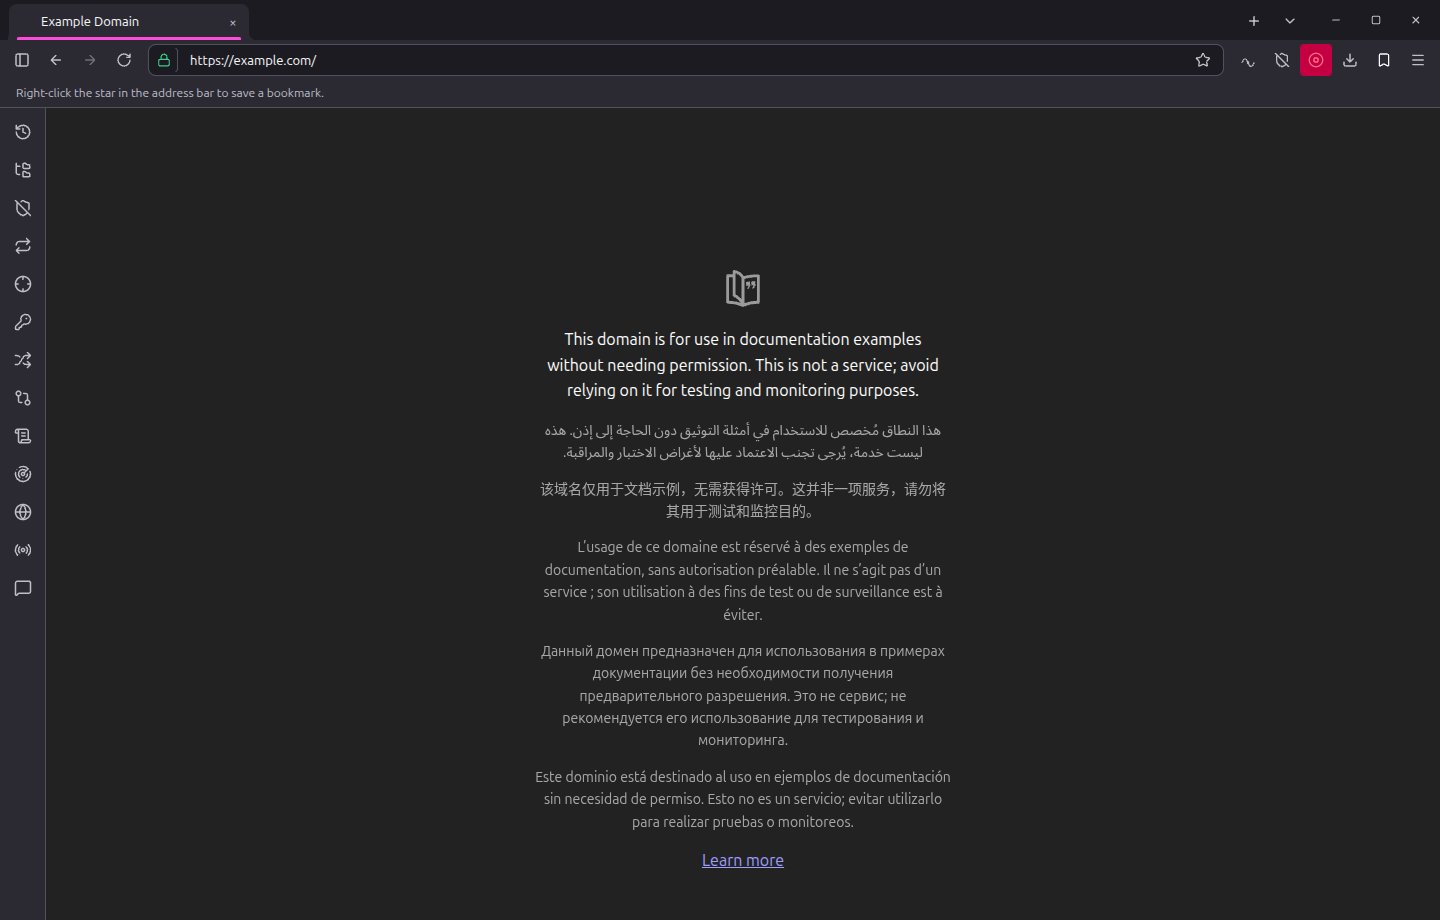 Example Domain
https://example.com/
Right-click the star in the address bar to save a bookmark.
This domain is for use in documentation examples
without needing permission. This is not a service; avoid
relying on it for testing and monitoring purposes.
هذا النطاق مُخصص للاستخدام في أمثلة التوثيق دون الحاجة إلى إذن. هذه
ليست خدمة، يُرجى تجنب الاعتماد عليها لأغراض الاختبار والمراقبة.
该域名仅用于文档示例，无需获得许可。这并非一项服务，请勿将
其用于测试和监控目的。
L’usage de ce domaine est réservé à des exemples de
documentation, sans autorisation préalable. Il ne s’agit pas d’un
service ; son utilisation à des fins de test ou de surveillance est à
éviter.
Данный домен предназначен для использования в примерах
документации без необходимости получения
предварительного разрешения. Это не сервис; не
рекомендуется его использование для тестирования и
мониторинга.
Este dominio está destinado al uso en ejemplos de documentación
sin necesidad de permiso. Esto no es un servicio; evitar utilizarlo
para realizar pruebas o monitoreos.
Learn more